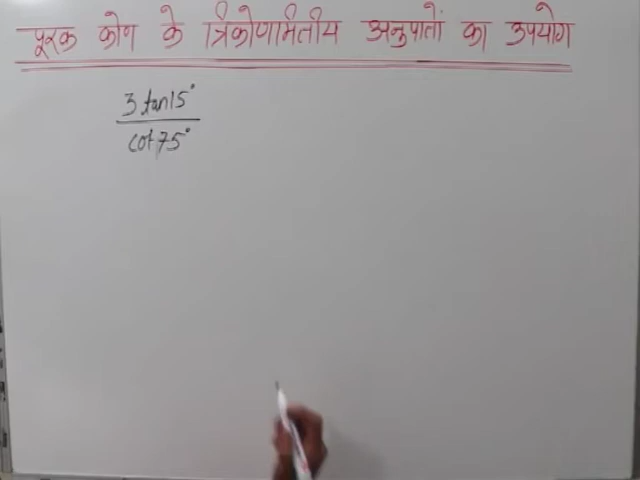 पूरक कोण के त्रिकोणमितीय अनुपातों का उपयोग
3 tan15°
cot75°